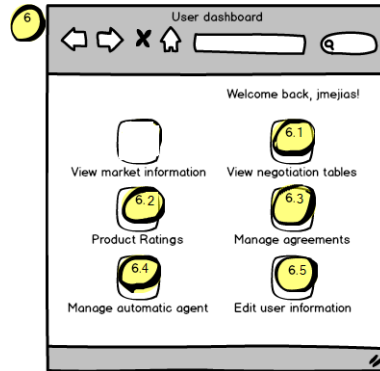 6
User dashboard
Welcome back, jmejias!
6.1
View market information
View negotiation tables
6.2
6.3
Product Ratings
Manage agreements
6.4
6.5
Manage automatic agent
Edit user information